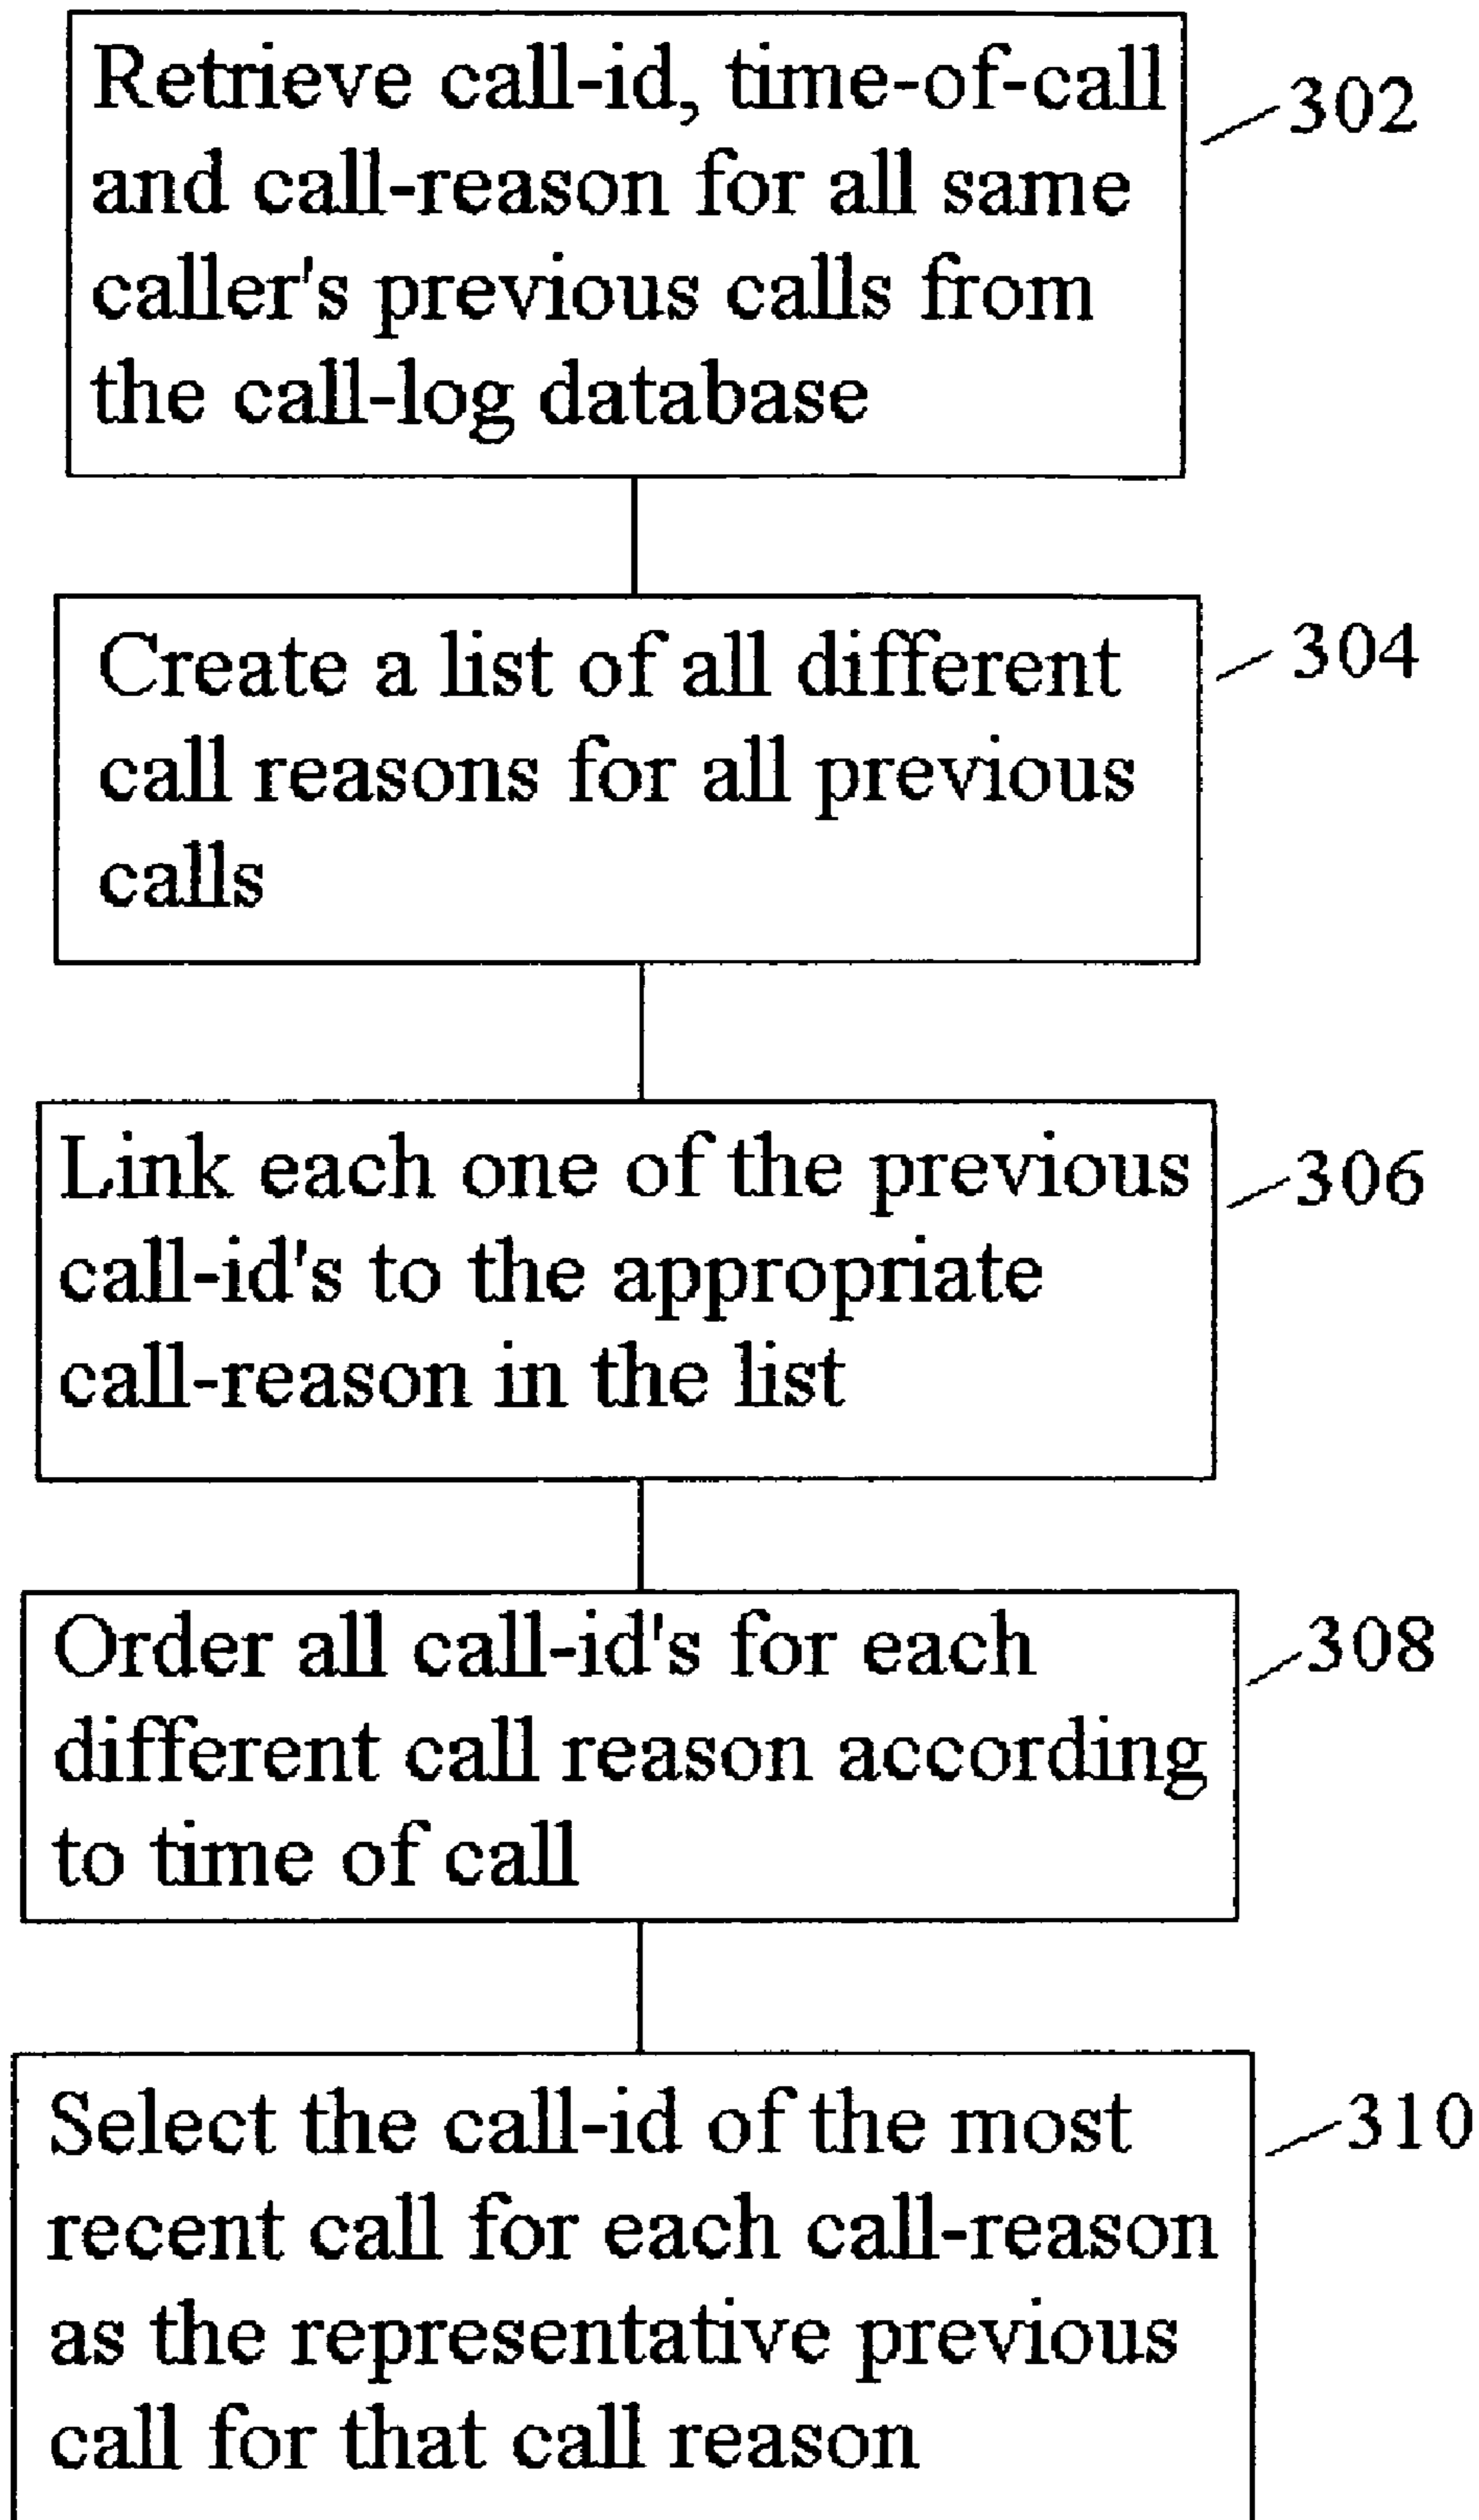 Retrieve call-id, time-of-call
302
and call-reason for all same
caller's previous calls from
the call-log database
Create a list of all different
304
call reasons for all previous
calls
Link each one of the previous
306
call-id's to the appropriate
call-reason in the list
Order all call-id's for each
308
different call reason according
to time of call
Select the call-id of the most
310
recent call for each call-reason
as the representative previous
call for that call reason